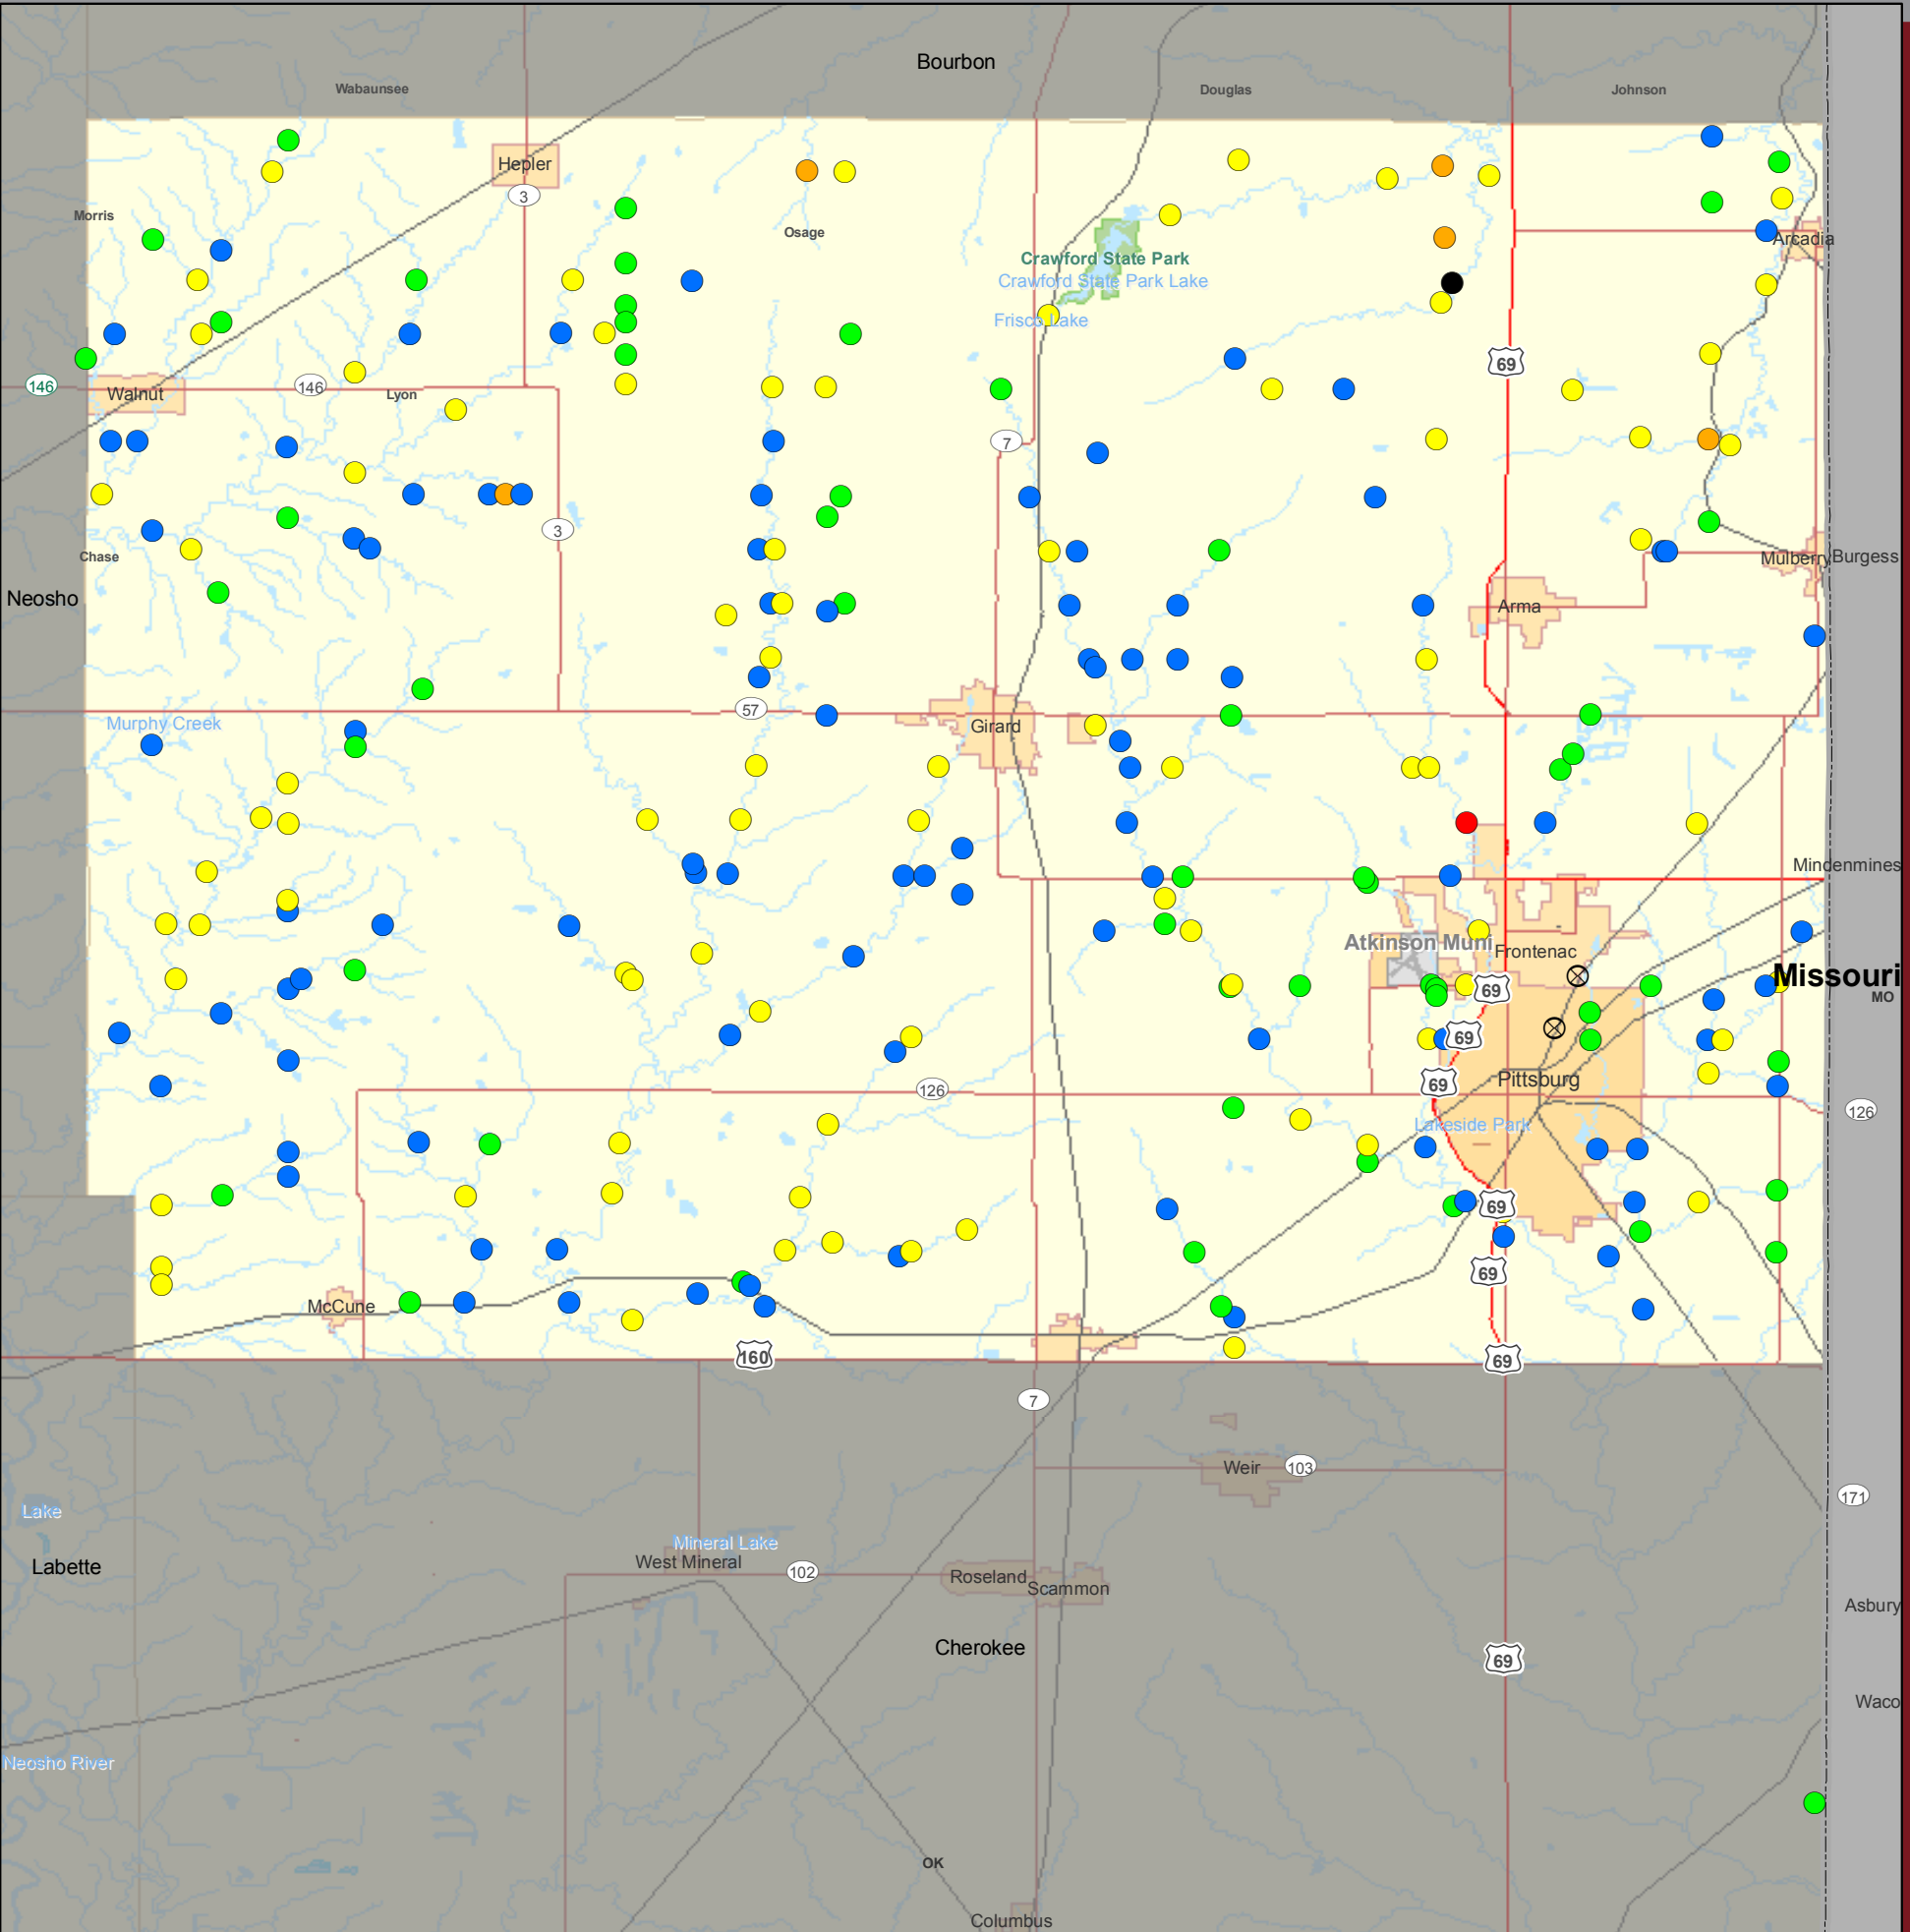 Bourbon
Wabaunsee
Douglas
Johnson
Hepler
3
Morris
Osage
Arcadia
Crawford State Park
Crawford State Park Lake
Frisco Lake
69
146
146
Walnut
Lyon
7
3
Chase
Mulberry
Burgess
Neosho
Arma
57
Murphy Creek
Girard
Mindenmines
Atkinson Muni
Frontenac
Missouri
MO
69
69
Pittsburg
69
126
126
Lakeside Park
69
69
McCune
160
69
7
Weir
103
171
Lake
Mineral Lake
West Mineral
Labette
102
Roseland
Scammon
Asbury
Cherokee
69
Waco
Neosho River
OK
Columbus